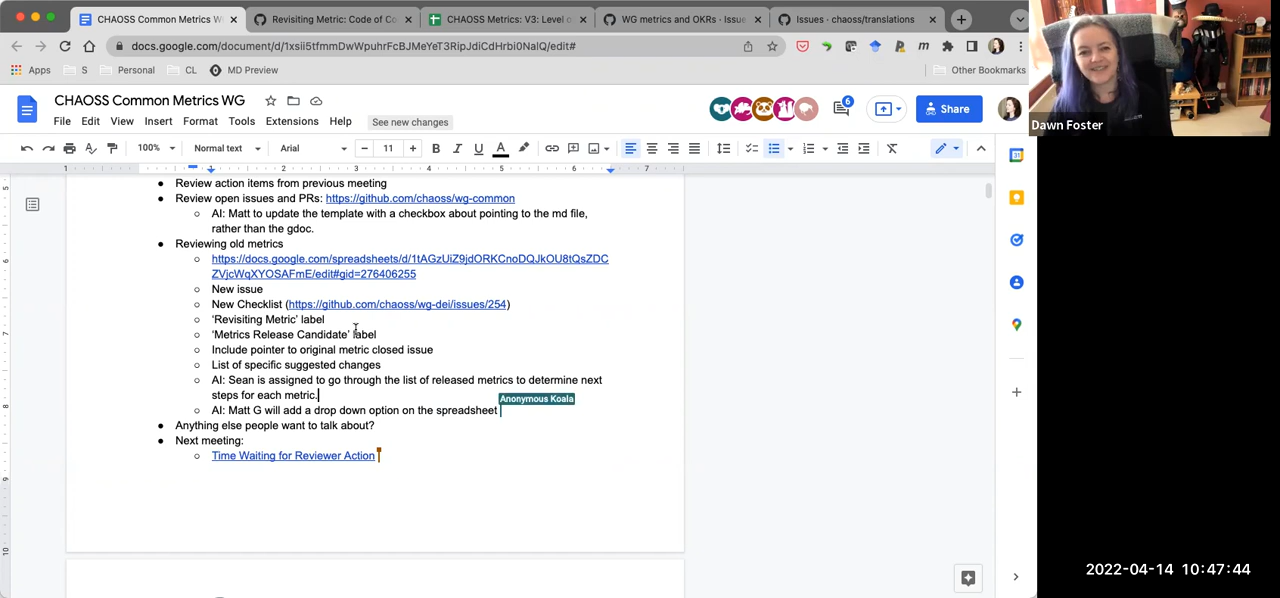 CHAOSS Common Metrics W
Revisiting Metric: Code of Co
CHAOSS Metrics: V3: Level o
WG metrics and OKRs · Issue
Issues · chaoss/translations
docs.google.com/document/d/1xsii5tfmmDwWpuhrFcBJMeYeT3RipJdiCdHrbi0NalQ/edit#
Apps S Personal CL MD Preview Other Bookmarks
CHAOSS Common Metrics WG
6
Share
File Edit View Insert Format Tools Extensions Help See new changes
100% Normal text Arial 11
1 1 2 3 4 5 6 7
Review action items from previous meeting
Review open issues and PRs: https://github.com/chaoss/wg-common
AI: Matt to update the template with a checkbox about pointing to the md file,
rather than the gdoc.
Reviewing old metrics
https://docs.google.com/spreadsheets/d/1tAGzUiZ9jdORKCnoDQJkOU8tQsZDC
ZVjcWqXYOSAFmE/edit#gid=276406255
New issue
New Checklist (https://github.com/chaoss/wg-dei/issues/254)
‘Revisiting Metric’ label
‘Metrics Release Candidate’ label
Include pointer to original metric closed issue
List of specific suggested changes
AI: Sean is assigned to go through the list of released metrics to determine next
steps for each metric.
Anonymous Koala
AI: Matt G will add a drop down option on the spreadsheet
Anything else people want to talk about?
Next meeting:
Time Waiting for Reviewer Action
Dawn Foster
2022-04-14 10:47:44